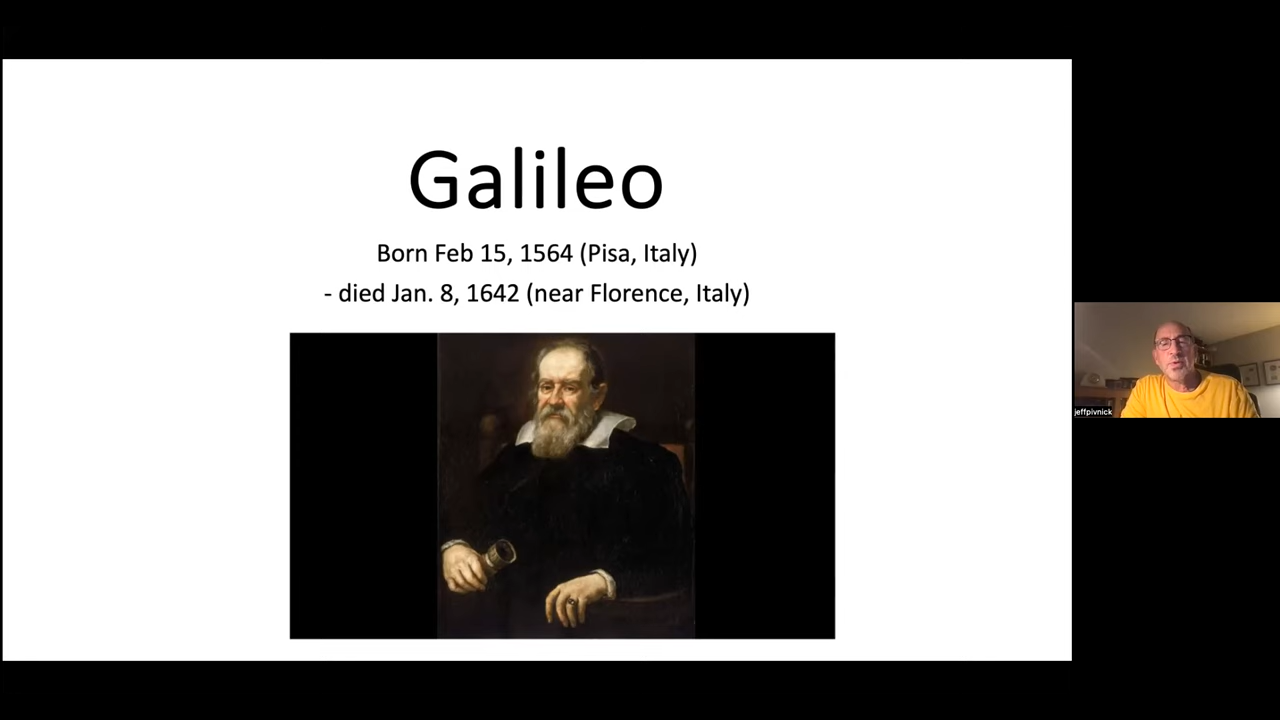 Galileo
Born Feb 15, 1564 (Pisa, Italy)
- died Jan. 8, 1642 (near Florence, Italy)
jeffpivnick